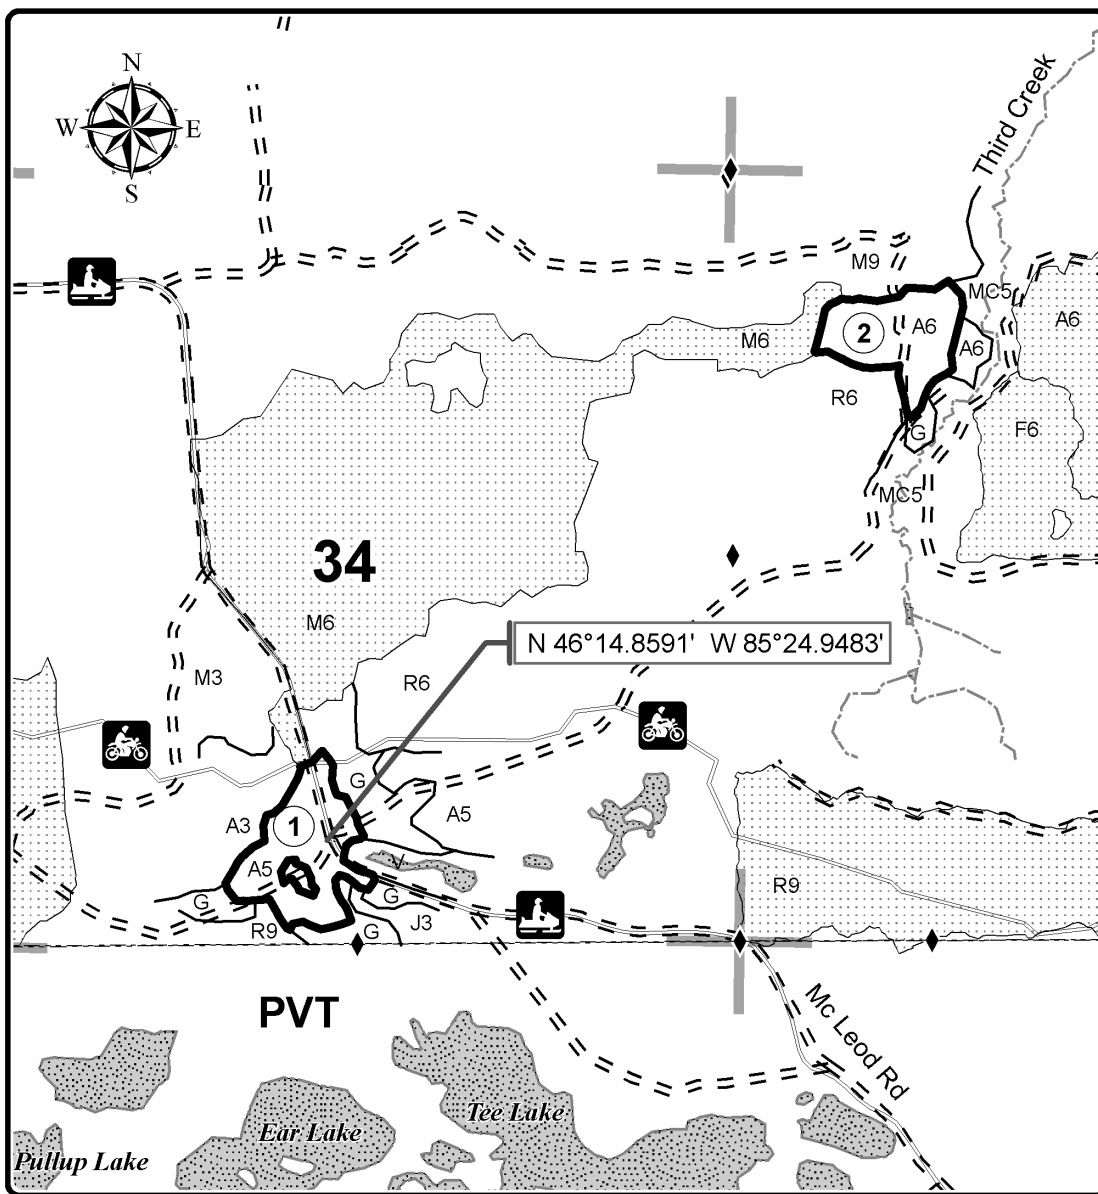 N
W E
S
Third Creek
M9
MC5
A6
2
A6
A6
M6
R6
F6
G
MC5
34
M6
N 46°14.8591' W 85°24.9483'
M3
R6
G
A3
1
A5
V
A5
G
G
R9
G
J3
R9
PVT
Mc Leod Rd
Tee Lake
Ear Lake
Pullup Lake